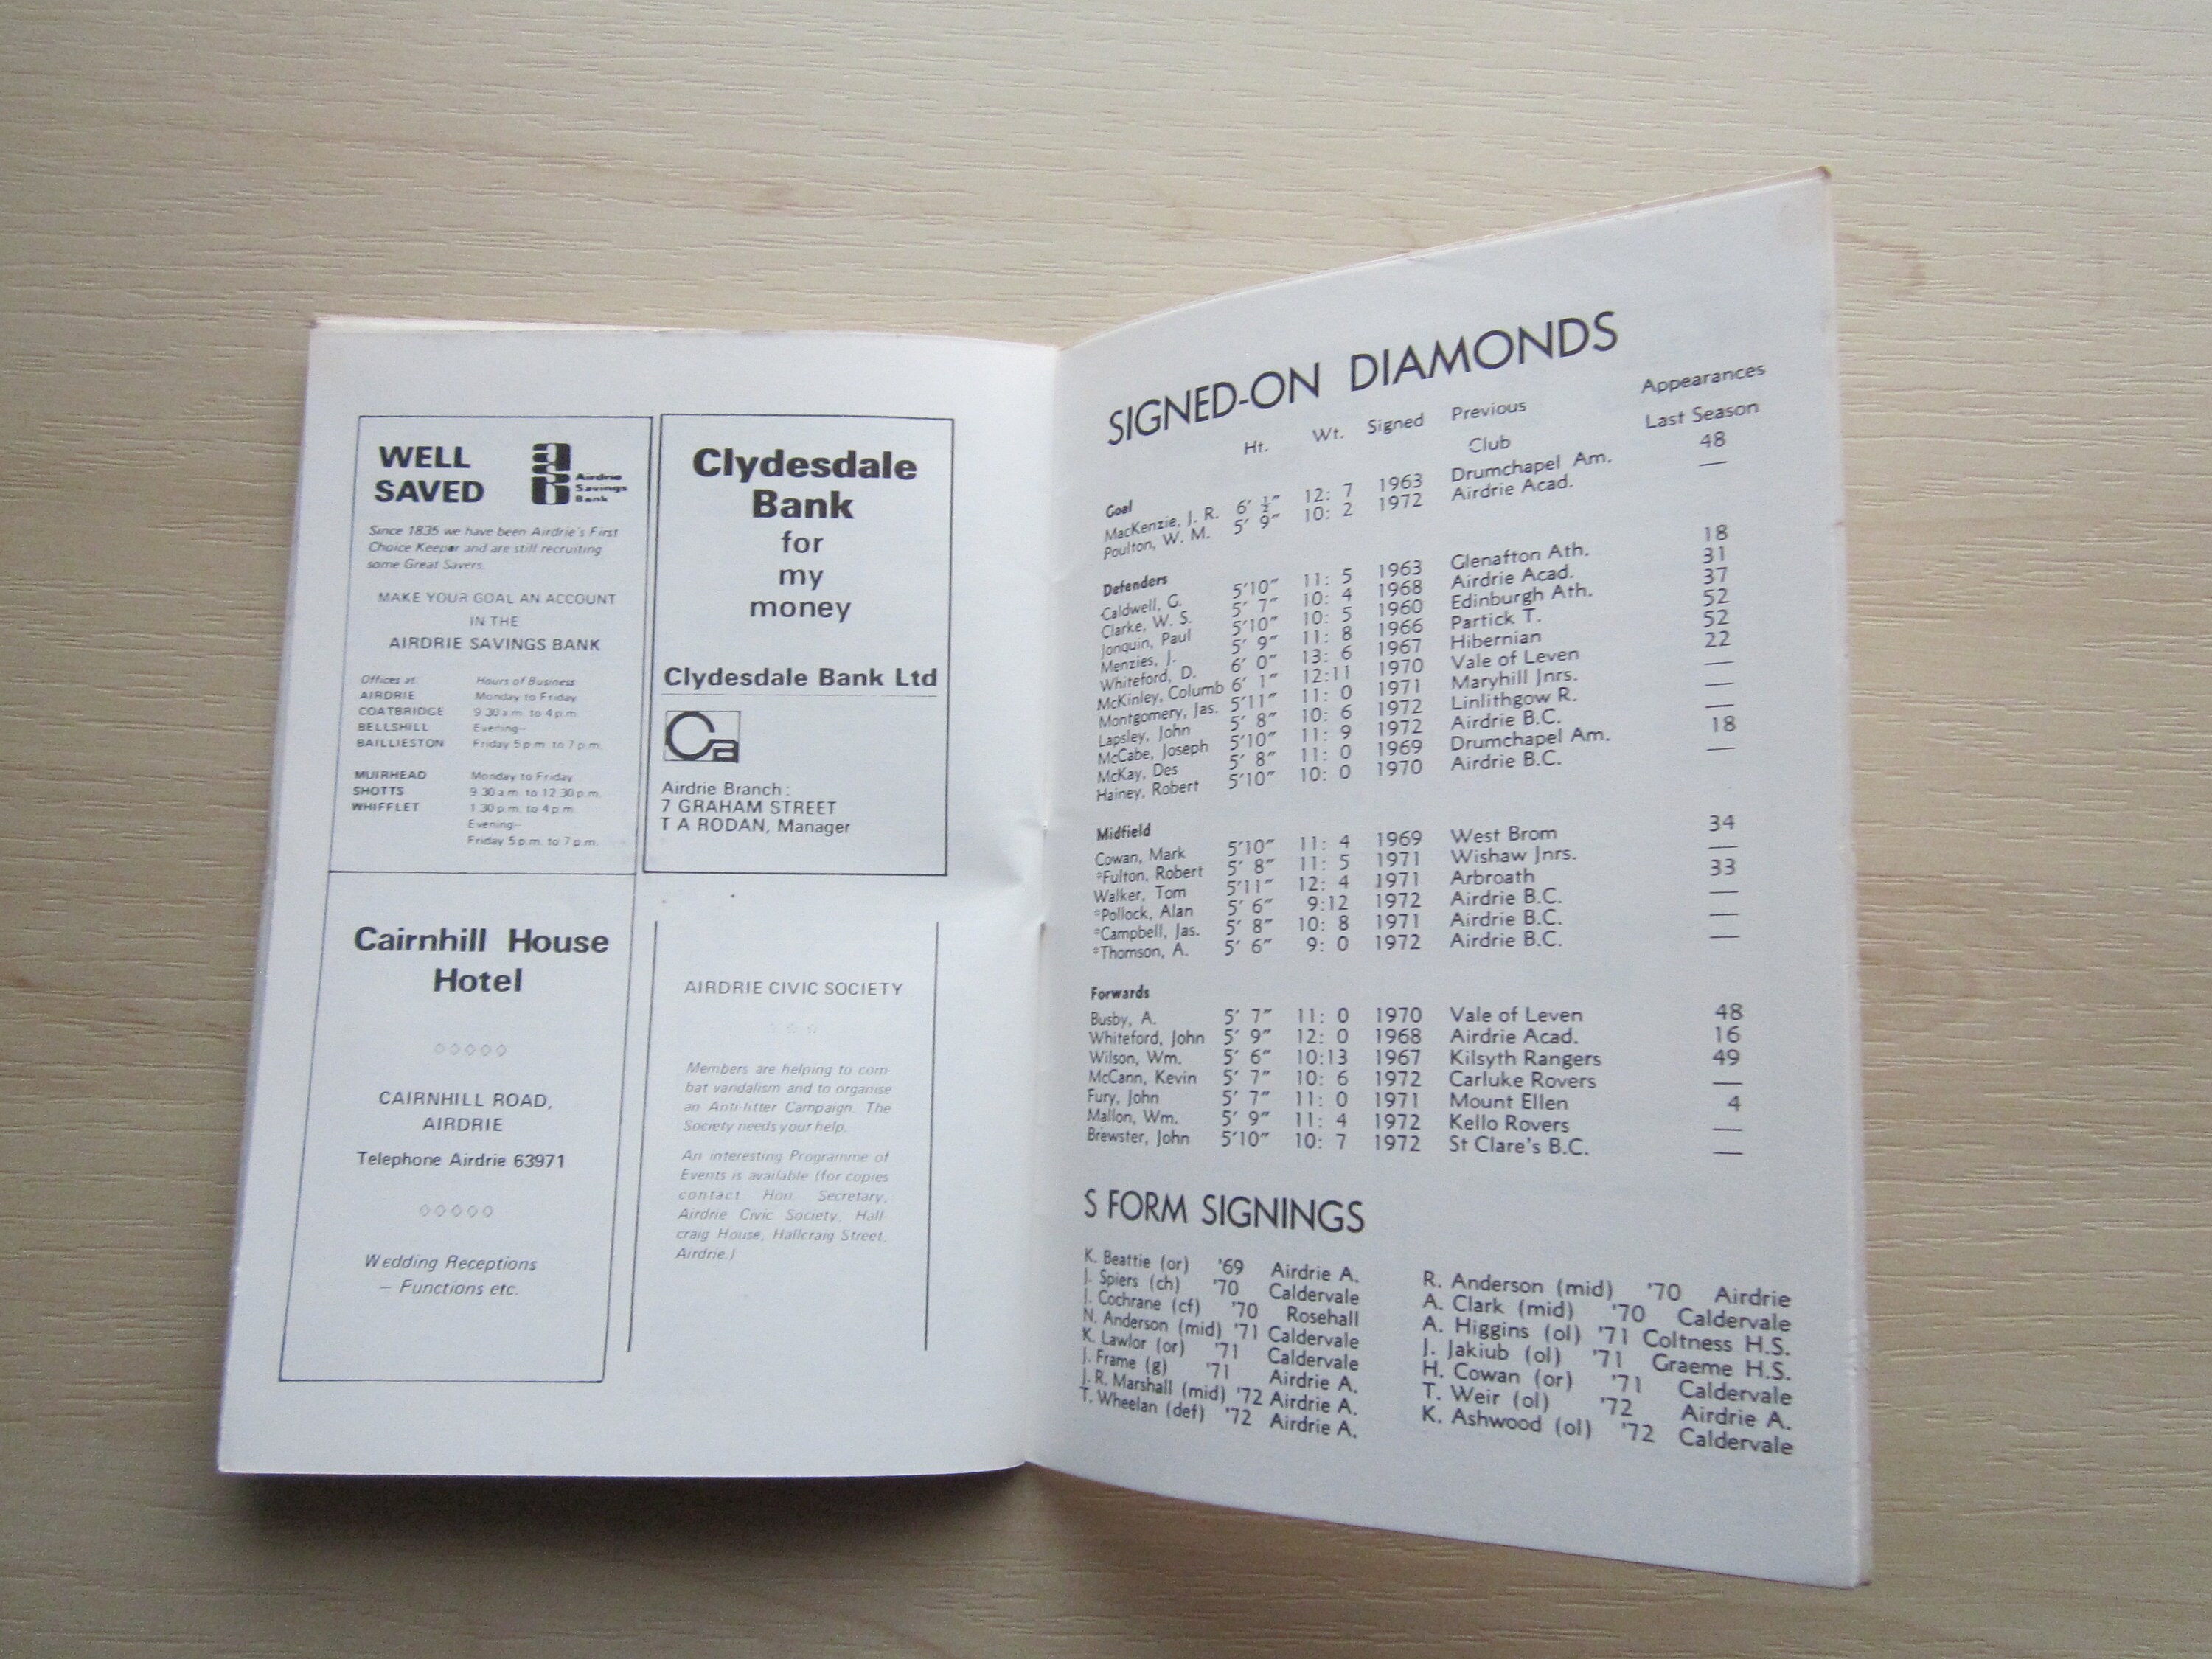 WELL
SAVED
asb
Airdrie
Savings
Bank
Since 1835 we have been Airdrie's First
Choice Keeper and are still recruiting
some Great Savers.
MAKE YOUR GOAL AN ACCOUNT
IN THE
AIRDRIE SAVINGS BANK
Offices at: Hours of Business
AIRDRIE Monday to Friday
COATBRIDGE 9.30 a.m. to 4 p.m.
BELLSHILL Evening—
BAILLIESTON Friday 5 p.m. to 7 p.m.
MUIRHEAD Monday to Friday
SHOTTS 9.30 a.m. to 12.30 p.m.
WHIFFLET 1.30 p.m. to 4 p.m.
Evening—
Friday 5 p.m. to 7 p.m.
Clydesdale
Bank
for
my
money
Clydesdale Bank Ltd
Airdrie Branch :
7 GRAHAM STREET
T A RODAN, Manager
Cairnhill House
Hotel
CAIRNHILL ROAD,
AIRDRIE
Telephone Airdrie 63971
Wedding Receptions
— Functions etc.
AIRDRIE CIVIC SOCIETY
Members are helping to com-
bat vandalism and to organise
an Anti-litter Campaign. The
Society needs your help.
An interesting Programme of
Events is available (for copies
contact Hon. Secretary,
Airdrie Civic Society, Hall-
craig House, Hallcraig Street,
Airdrie.)
SIGNED-ON DIAMONDS
Ht. Wt. Signed Previous Appearances
Club Last Season
Goal
MacKenzie, J. R. 6' ½" 12: 7 1963 Drumchapel Am. 48
Poulton, W. M. 5' 9" 10: 2 1972 Airdrie Acad. —
Defenders
Caldwell, G. 5'10" 11: 5 1963 Glenafton Ath. 18
Clarke, W. S. 5' 7" 10: 4 1968 Airdrie Acad. 31
Jonquin, Paul 5'10" 10: 5 1960 Edinburgh Ath. 37
Menzies, J. 5' 9" 11: 8 1966 Partick T. 52
Whiteford, D. 6' 0" 13: 6 1967 Hibernian 52
McKinley, Columb 6' 1" 12:11 1970 Vale of Leven 22
Montgomery, Jas. 5'11" 11: 0 1971 Maryhill Jnrs. —
Lapsley, John 5' 8" 10: 6 1972 Linlithgow R. —
McCabe, Joseph 5'10" 11: 9 1972 Airdrie B.C. —
McKay, Des 5' 8" 11: 0 1969 Drumchapel Am. 18
Hainey, Robert 5'10" 10: 0 1970 Airdrie B.C. —
Midfield
Cowan, Mark 5'10" 11: 4 1969 West Brom 34
*Fulton, Robert 5' 8" 11: 5 1971 Wishaw Jnrs. —
Walker, Tom 5'11" 12: 4 1971 Arbroath 33
*Pollock, Alan 5' 6" 9:12 1972 Airdrie B.C. —
*Campbell, Jas. 5' 8" 10: 8 1971 Airdrie B.C. —
*Thomson, A. 5' 6" 9: 0 1972 Airdrie B.C. —
Forwards
Busby, A. 5' 7" 11: 0 1970 Vale of Leven 48
Whiteford, John 5' 9" 12: 0 1968 Airdrie Acad. 16
Wilson, Wm. 5' 6" 10:13 1967 Kilsyth Rangers 49
McCann, Kevin 5' 7" 10: 6 1972 Carluke Rovers —
Fury, John 5' 7" 11: 0 1971 Mount Ellen 4
Mallon, Wm. 5' 9" 11: 4 1972 Kello Rovers —
Brewster, John 5'10" 10: 7 1972 St Clare's B.C. —
S FORM SIGNINGS
K. Beattie (or) '69 Airdrie A.
J. Spiers (ch) '70 Caldervale
J. Cochrane (cf) '70 Rosehall
N. Anderson (mid) '71 Caldervale
K. Lawlor (or) '71 Caldervale
J. Frame (g) '71 Airdrie A.
J. R. Marshall (mid) '72 Airdrie A.
T. Wheelan (def) '72 Airdrie A.
R. Anderson (mid) '70 Airdrie
A. Clark (mid) '70 Caldervale
A. Higgins (ol) '71 Coltness H.S.
J. Jakiub (ol) '71 Graeme H.S.
H. Cowan (or) '71 Caldervale
T. Weir (ol) '72 Airdrie A.
K. Ashwood (ol) '72 Caldervale